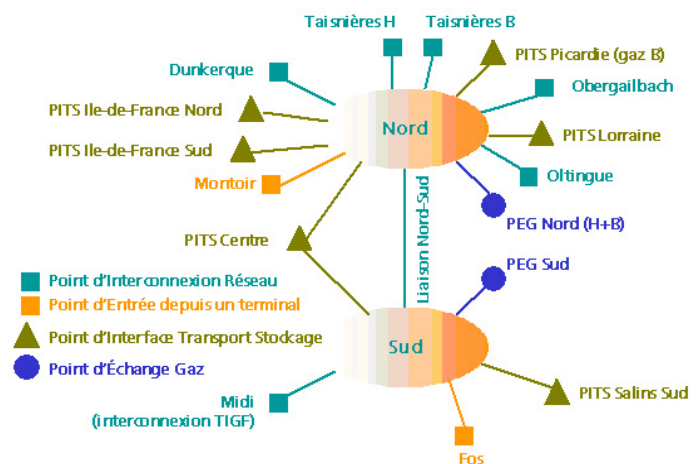 Taisnières H
Taisnières B
PITS Picardie (gaz B)
Dunkerque
Obergailbach
PITS Ile-de-France Nord
Nord
PITS Lorraine
PITS Ile-de-France Sud
Montoir
Oltingue
PEG Nord (H+B)
PITS Centre
Liaison Nord-Sud
PEG Sud
Point d'Interconnexion Réseau
Point d'Entrée depuis un terminal
Point d'Interface Transport Stockage
Point d'Échange Gaz
Sud
PITS Salins Sud
Midi
(interconnexion TIGF)
Fos